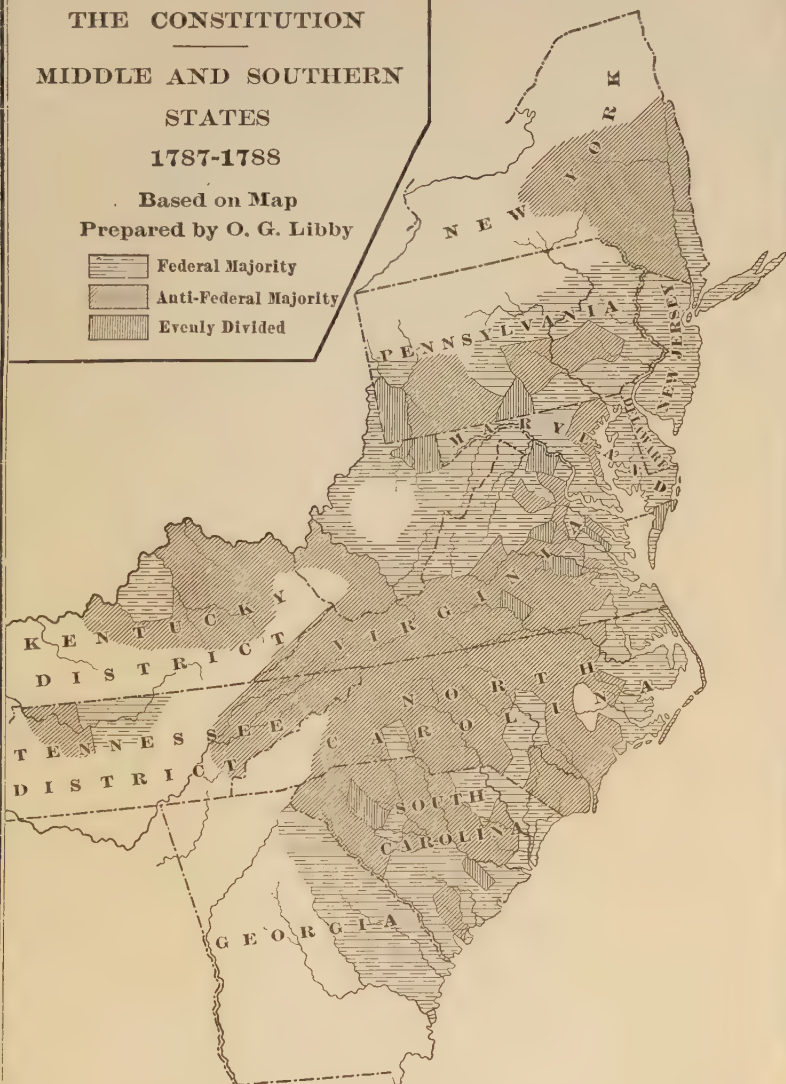 THE CONSTITUTION
MIDDLE AND SOUTHERN
STATES
1787-1788
Based on Map
Prepared by O. G. Libby
Federal Majority
Anti-Federal Majority
Evenly Divided
NEW YORK
PENNSYLVANIA
NEW JERSEY
MARYLAND
DELAWARE
VIRGINIA
KENTUCKY
DISTRICT
NORTH
CAROLINA
TENNESSEE
DISTRICT
SOUTH
CAROLINA
GEORGIA